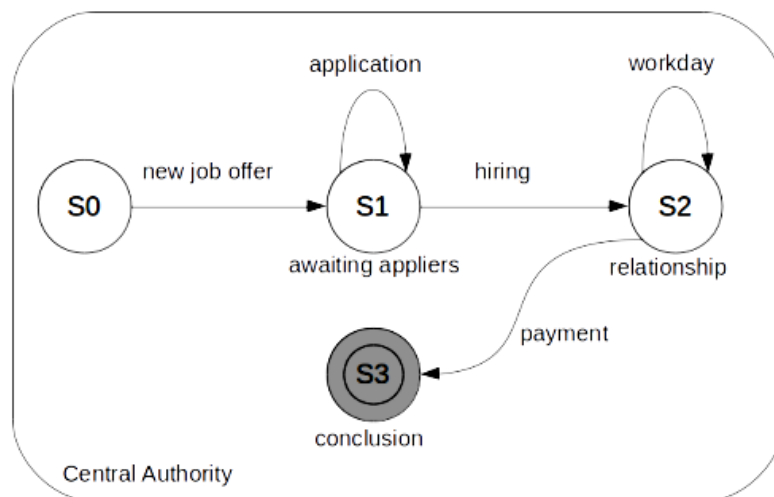 application
workday
new job offer
hiring
S0
S1
S2
awaiting appliers
relationship
payment
S3
conclusion
Central Authority